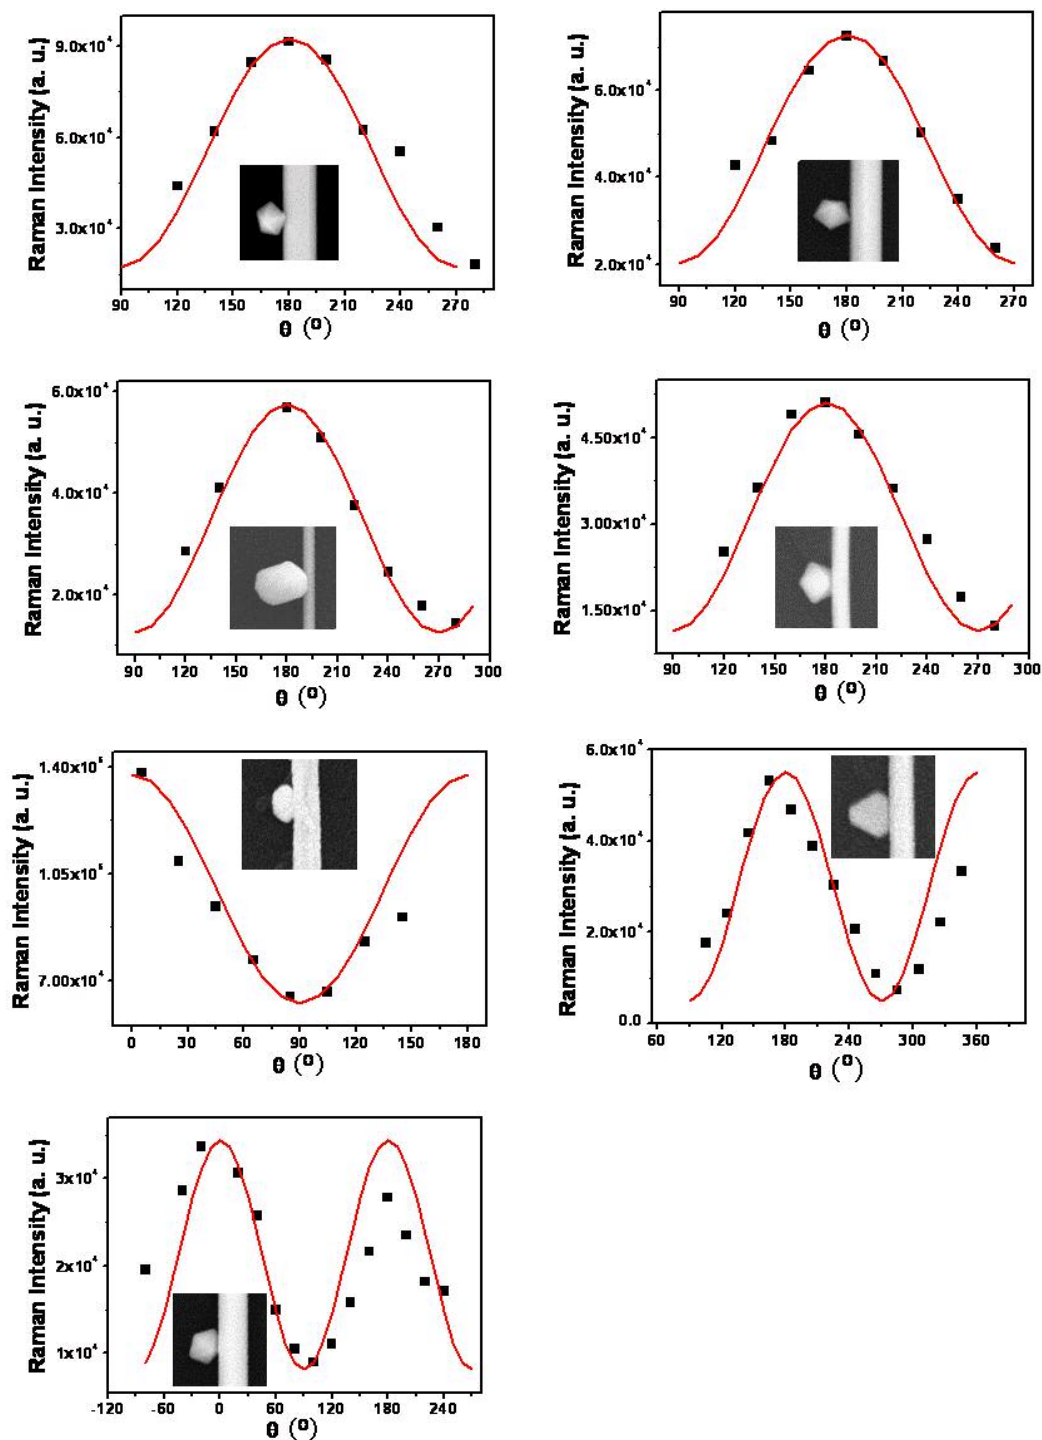 Raman Intensity (a. u.)
9.0x10⁴
6.0x10⁴
3.0x10⁴
90 120 150 180 210 240 270
θ (º)
Raman Intensity (a. u.)
6.0x10⁴
4.0x10⁴
2.0x10⁴
90 120 150 180 210 240 270
θ (º)
Raman Intensity (a. u.)
6.0x10⁴
4.0x10⁴
2.0x10⁴
90 120 150 180 210 240 270 300
θ (º)
Raman Intensity (a. u.)
4.50x10⁴
3.00x10⁴
1.50x10⁴
90 120 150 180 210 240 270 300
θ (º)
Raman Intensity (a. u.)
1.40x10⁵
1.05x10⁵
7.00x10⁴
0 30 60 90 120 150 180
θ (º)
Raman Intensity (a. u.)
6.0x10⁴
4.0x10⁴
2.0x10⁴
0.0
60 120 180 240 300 360
θ (º)
Raman Intensity (a. u.)
3x10⁴
2x10⁴
1x10⁴
-120 -60 0 60 120 180 240
θ (º)